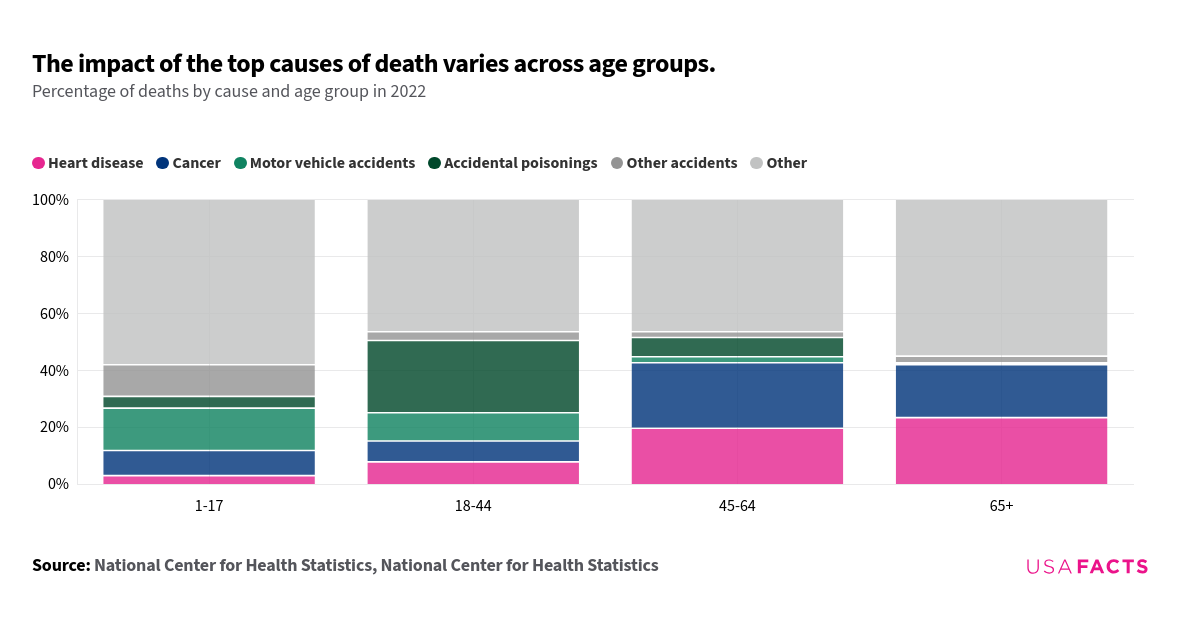 The impact of the top causes of death varies across age groups.
Percentage of deaths by cause and age group in 2022
Heart disease Cancer Motor vehicle accidents Accidental poisonings Other accidents Other
100%
80%
60%
40%
20%
0%
1-17 18-44 45-64 65+
Source: National Center for Health Statistics, National Center for Health Statistics
USAFACTS